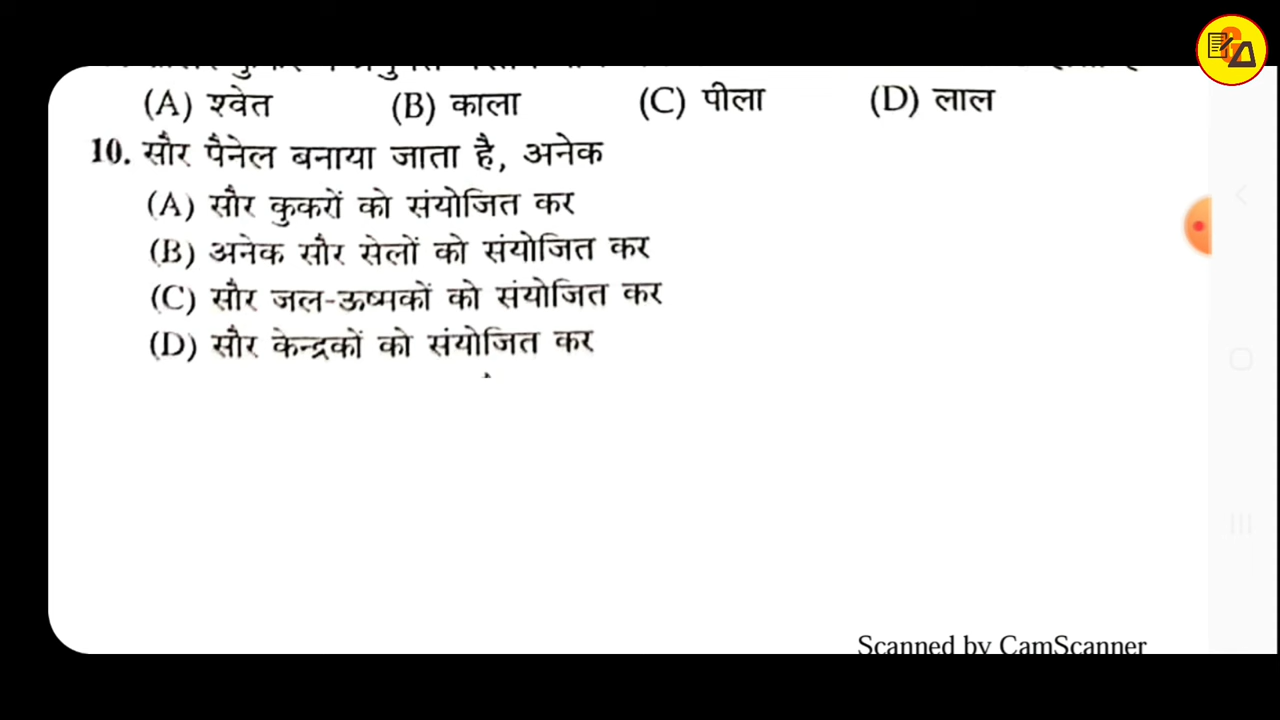 (A) श्वेत (B) काला (C) पीला (D) लाल
10. सौर पैनेल बनाया जाता है, अनेक
(A) सौर कुकरों को संयोजित कर
(B) अनेक सौर सेलों को संयोजित कर
(C) सौर जल-ऊष्मकों को संयोजित कर
(D) सौर केन्द्रकों को संयोजित कर
Scanned by CamScanner